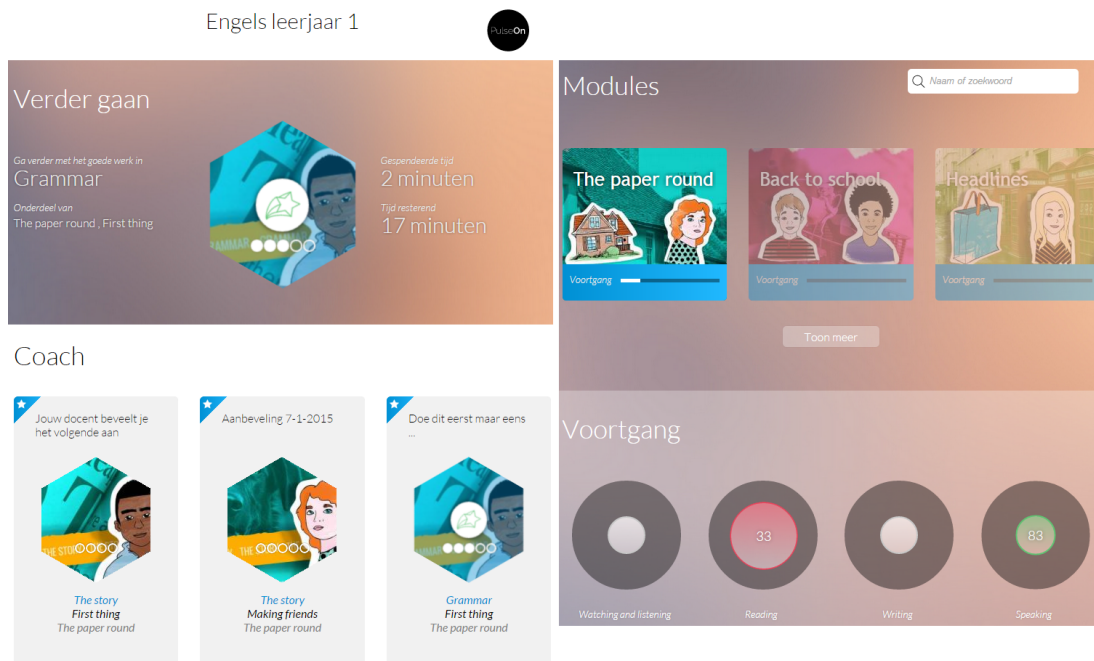 Engels leerjaar 1
PulseOn
Verder gaan
Ga verder met het goede werk in
Grammar
Onderdeel van
The paper round , First thing
Gespendeerde tijd
2 minuten
Tijd resterend
17 minuten
Coach
Jouw docent beveelt je
het volgende aan
THE STO
The story
First thing
The paper round
Aanbeveling 7-1-2015
THE
The story
Making friends
The paper round
Doe dit eerst maar eens
...
Grammar
First thing
The paper round
Modules
Naam of zoekwoord
The paper round
Voortgang
Back to school
Voortgang
Headlines
Voortgang
Toon meer
Voortgang
33
83
Watching and listening
Reading
Writing
Speaking